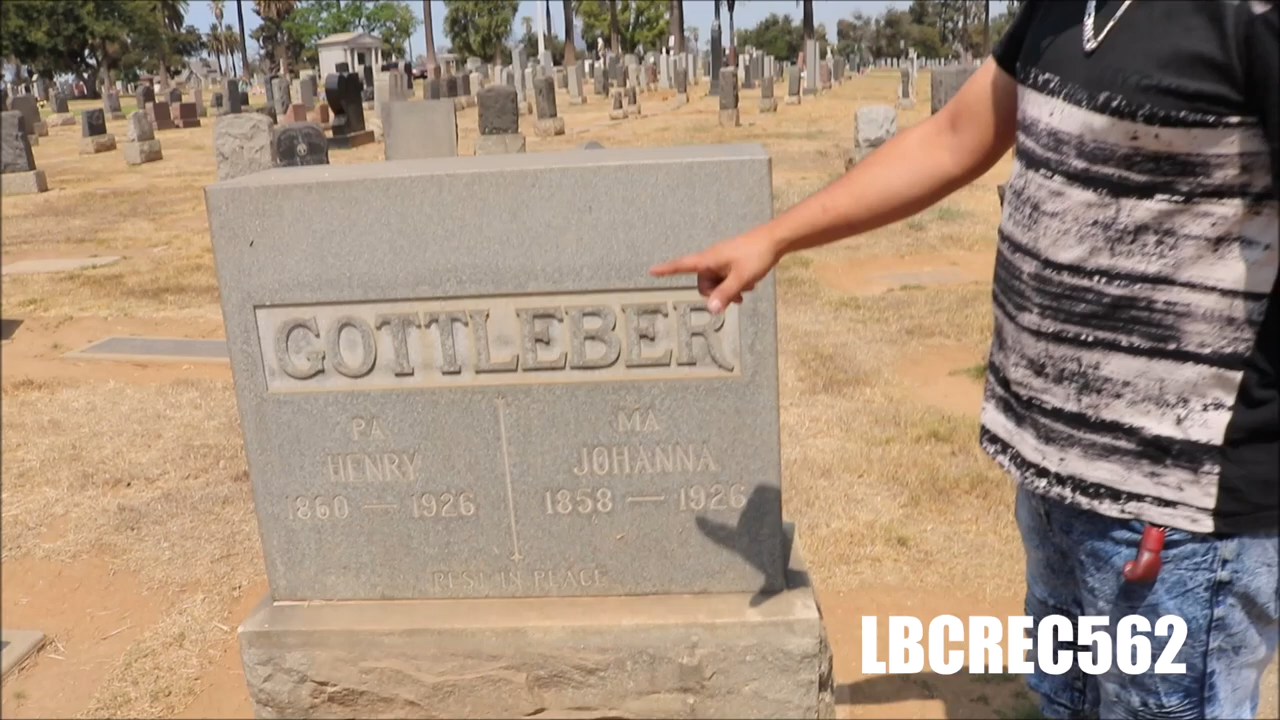 GOTTLEBER
PA
HENRY
1860 — 1926
MA
JOHANNA
1858 — 1926
REST IN PEACE
LBCREC562